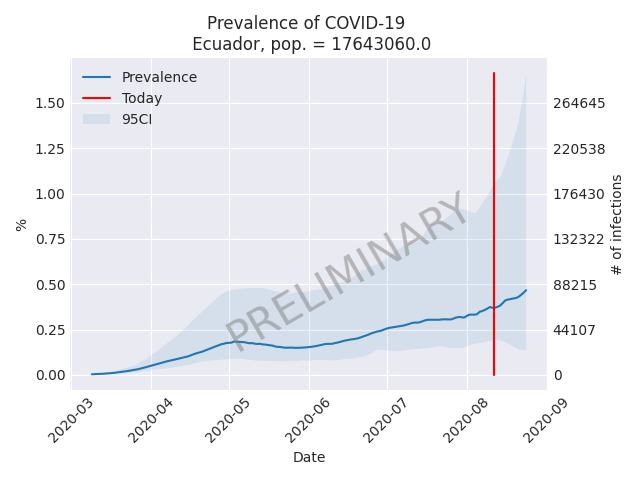 Prevalence of COVID-19
Ecuador, pop. = 17643060.0
Prevalence
Today
95CI
PRELIMINARY
%
1.50
1.25
1.00
0.75
0.50
0.25
0.00
264645
220538
176430
132322
88215
44107
0
# of infections
2020-03
2020-04
2020-05
2020-06
2020-07
2020-08
2020-09
Date